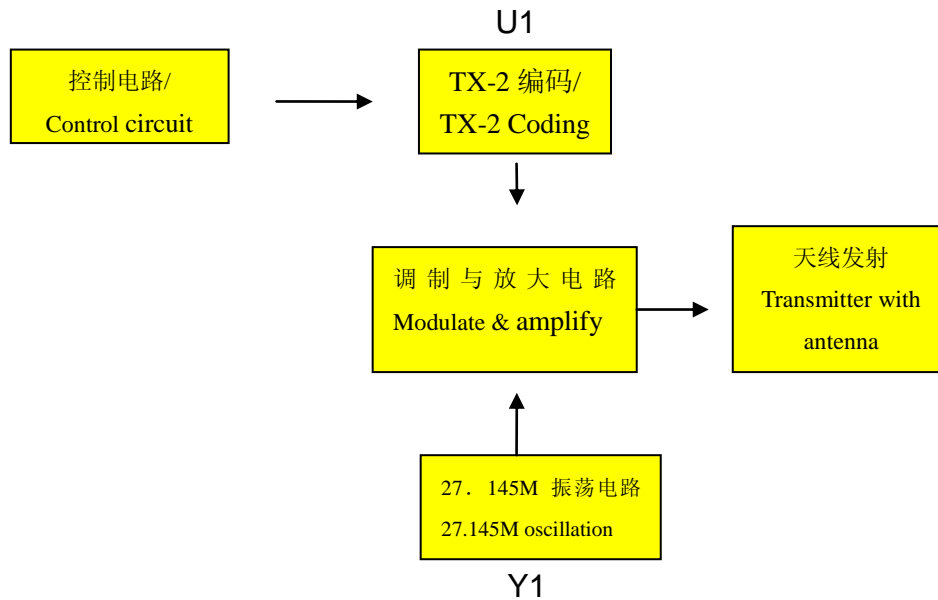 U1
控制电路/
Control circuit
TX-2 编码/
TX-2 Coding
调制与放大电路
Modulate & amplify
天线发射
Transmitter with
antenna
27．145M 振荡电路
27.145M oscillation
Y1